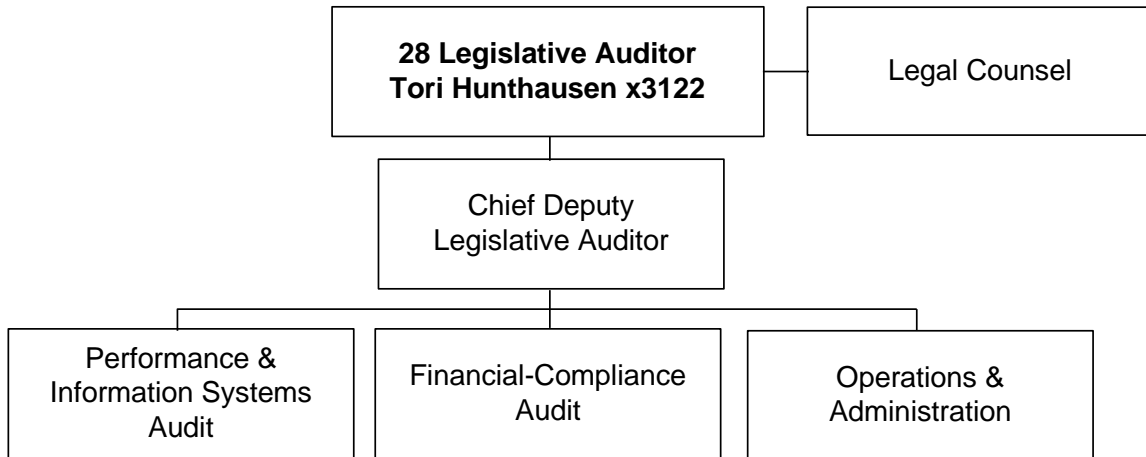 28 Legislative Auditor
Tori Hunthausen x3122
Legal Counsel
Chief Deputy
Legislative Auditor
Performance &
Information Systems
Audit
Financial-Compliance
Audit
Operations &
Administration